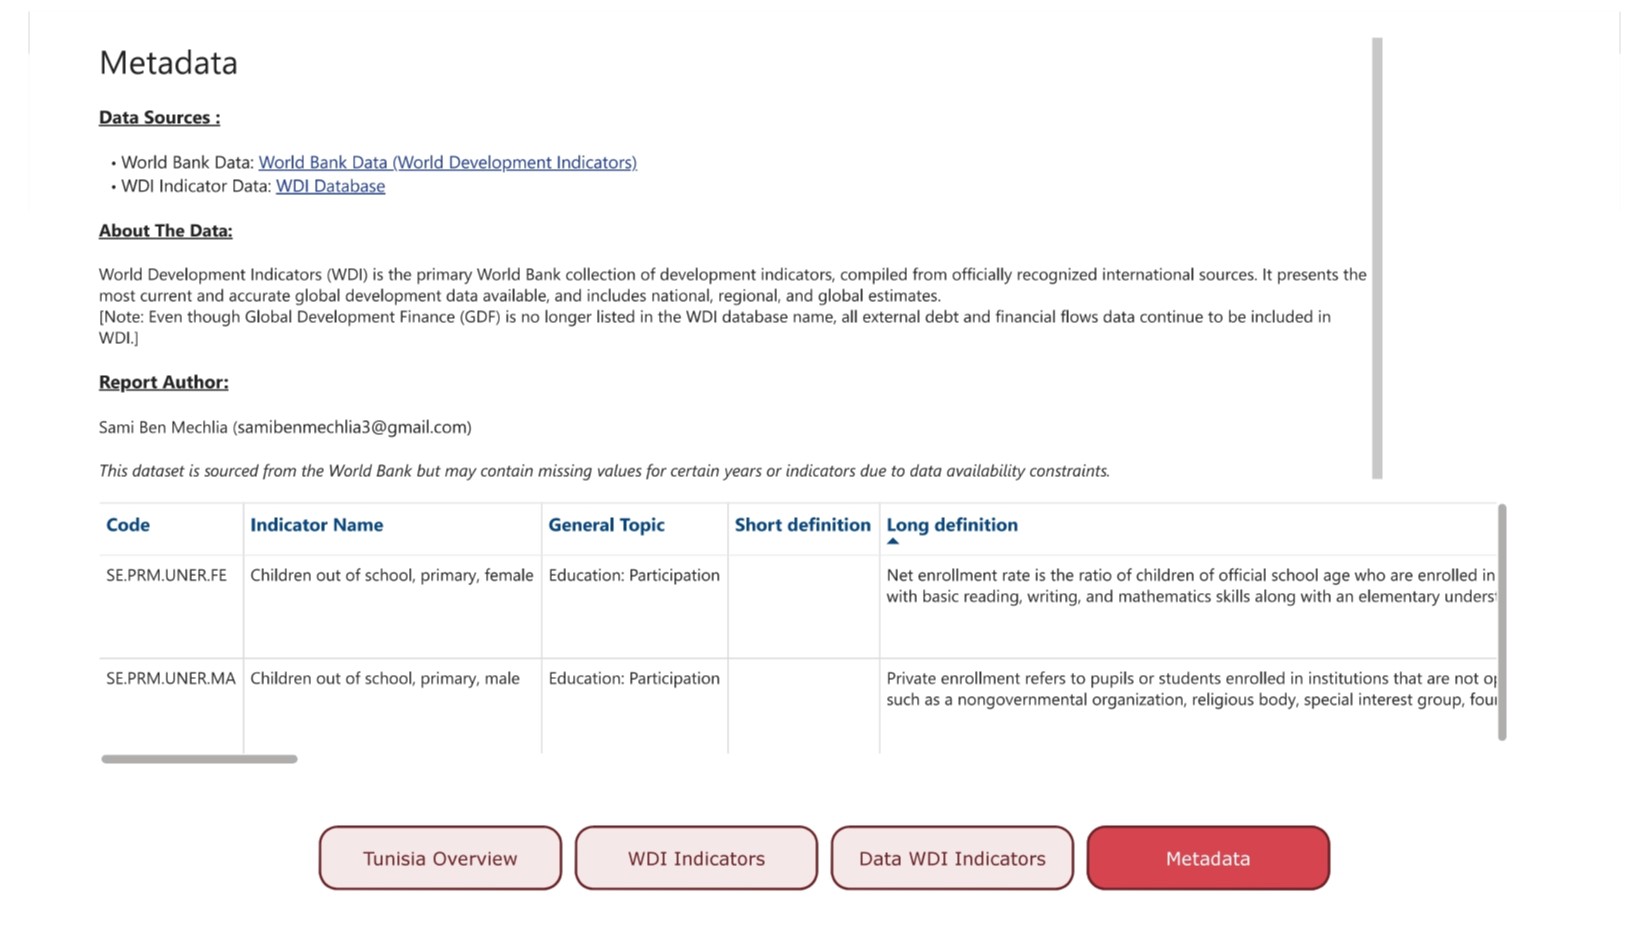 Metadata
Data Sources :
• World Bank Data: World Bank Data (World Development Indicators)
• WDI Indicator Data: WDI Database
About The Data:
World Development Indicators (WDI) is the primary World Bank collection of development indicators, compiled from officially recognized international sources. It presents the
most current and accurate global development data available, and includes national, regional, and global estimates.
[Note: Even though Global Development Finance (GDF) is no longer listed in the WDI database name, all external debt and financial flows data continue to be included in
WDI.]
Report Author:
Sami Ben Mechlia (samibenmechlia3@gmail.com)
This dataset is sourced from the World Bank but may contain missing values for certain years or indicators due to data availability constraints.
Code Indicator Name General Topic Short definition Long definition
SE.PRM.UNER.FE Children out of school, primary, female Education: Participation Net enrollment rate is the ratio of children of official school age who are enrolled in
with basic reading, writing, and mathematics skills along with an elementary
SE.PRM.UNER.MA Children out of school, primary, male Education: Participation Private enrollment refers to pupils or students enrolled in institutions that are not
such as a nongovernmental organization, religious body, special interest group,
Tunisia Overview WDI Indicators Data WDI Indicators Metadata